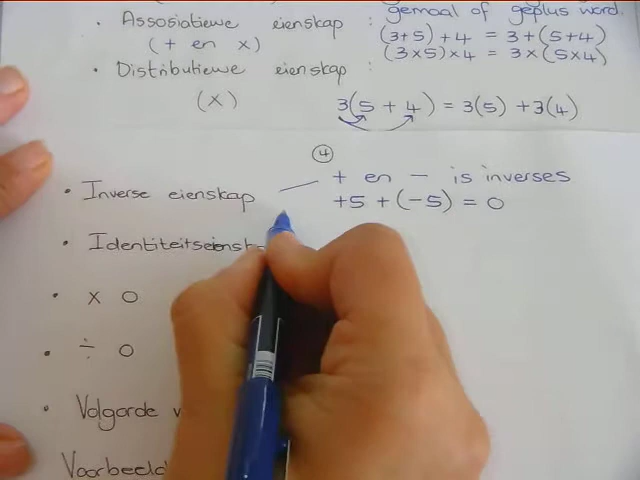 • Assosiatiewe eienskap : gemaal of geplus word.
(+ en x) (3+5)+4 = 3+(5+4)
(3x5)x4 = 3x(5x4)
• Distributiewe eienskap :
(x) 3(5 + 4) = 3(5) + 3(4)
④
• Inverse eienskap + en — is inverses
+5 + (-5) = 0
• Identiteitseiensk
• x 0
• ÷ 0
• Volgorde v
Voorbeeld